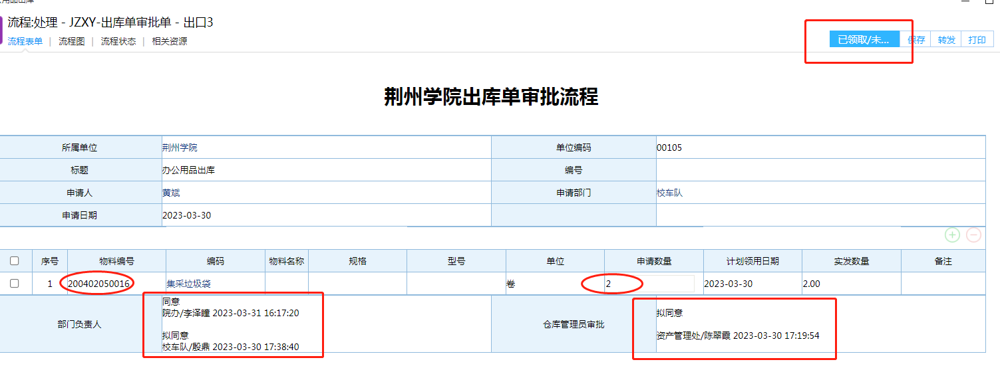 流程:处理 - JZXY-出库单审批单 - 出口3
流程表单 | 流程图 | 流程状态 | 相关资源
已领取/未... 保存 转发 打印
荆州学院出库单审批流程
所属单位 荆州学院 单位编码 00105
标题 办公用品出库 编号
申请人 黄斌 申请部门 校车队
申请日期 2023-03-30
序号 物料编号 编码 物料名称 规格 型号 单位 申请数量 计划领用日期 实发数量 备注
1 200402050016 集采垃圾袋 卷 2 2023-03-30 2.00
部门负责人
同意
院办/李泽瞳 2023-03-31 16:17:20
拟同意
校车队/殷鼎 2023-03-30 17:38:40
仓库管理员审批
拟同意
资产管理处/陈翠霞 2023-03-30 17:19:54